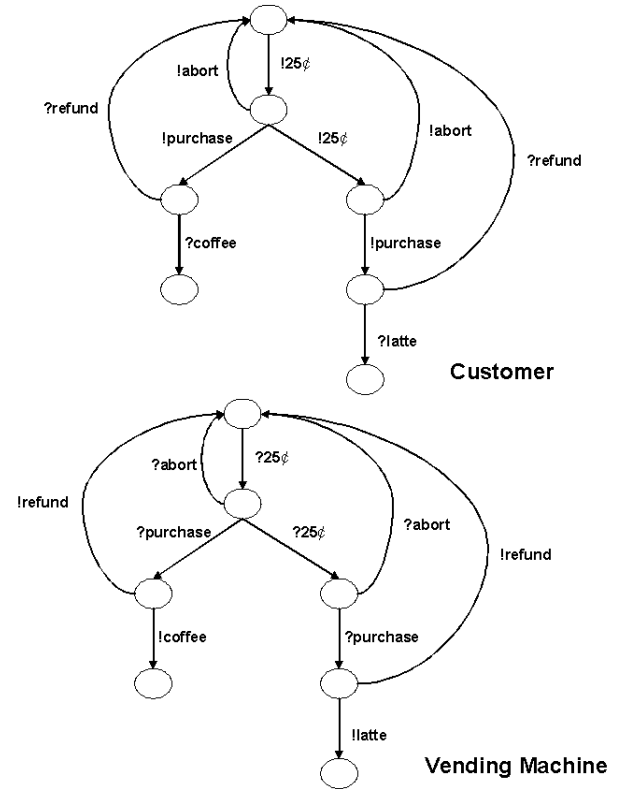 !25¢
!abort
?refund
!purchase
!25¢
!abort
?refund
?coffee
!purchase
?latte
Customer
?25¢
?abort
!refund
?purchase
?25¢
?abort
!refund
!coffee
?purchase
!latte
Vending Machine